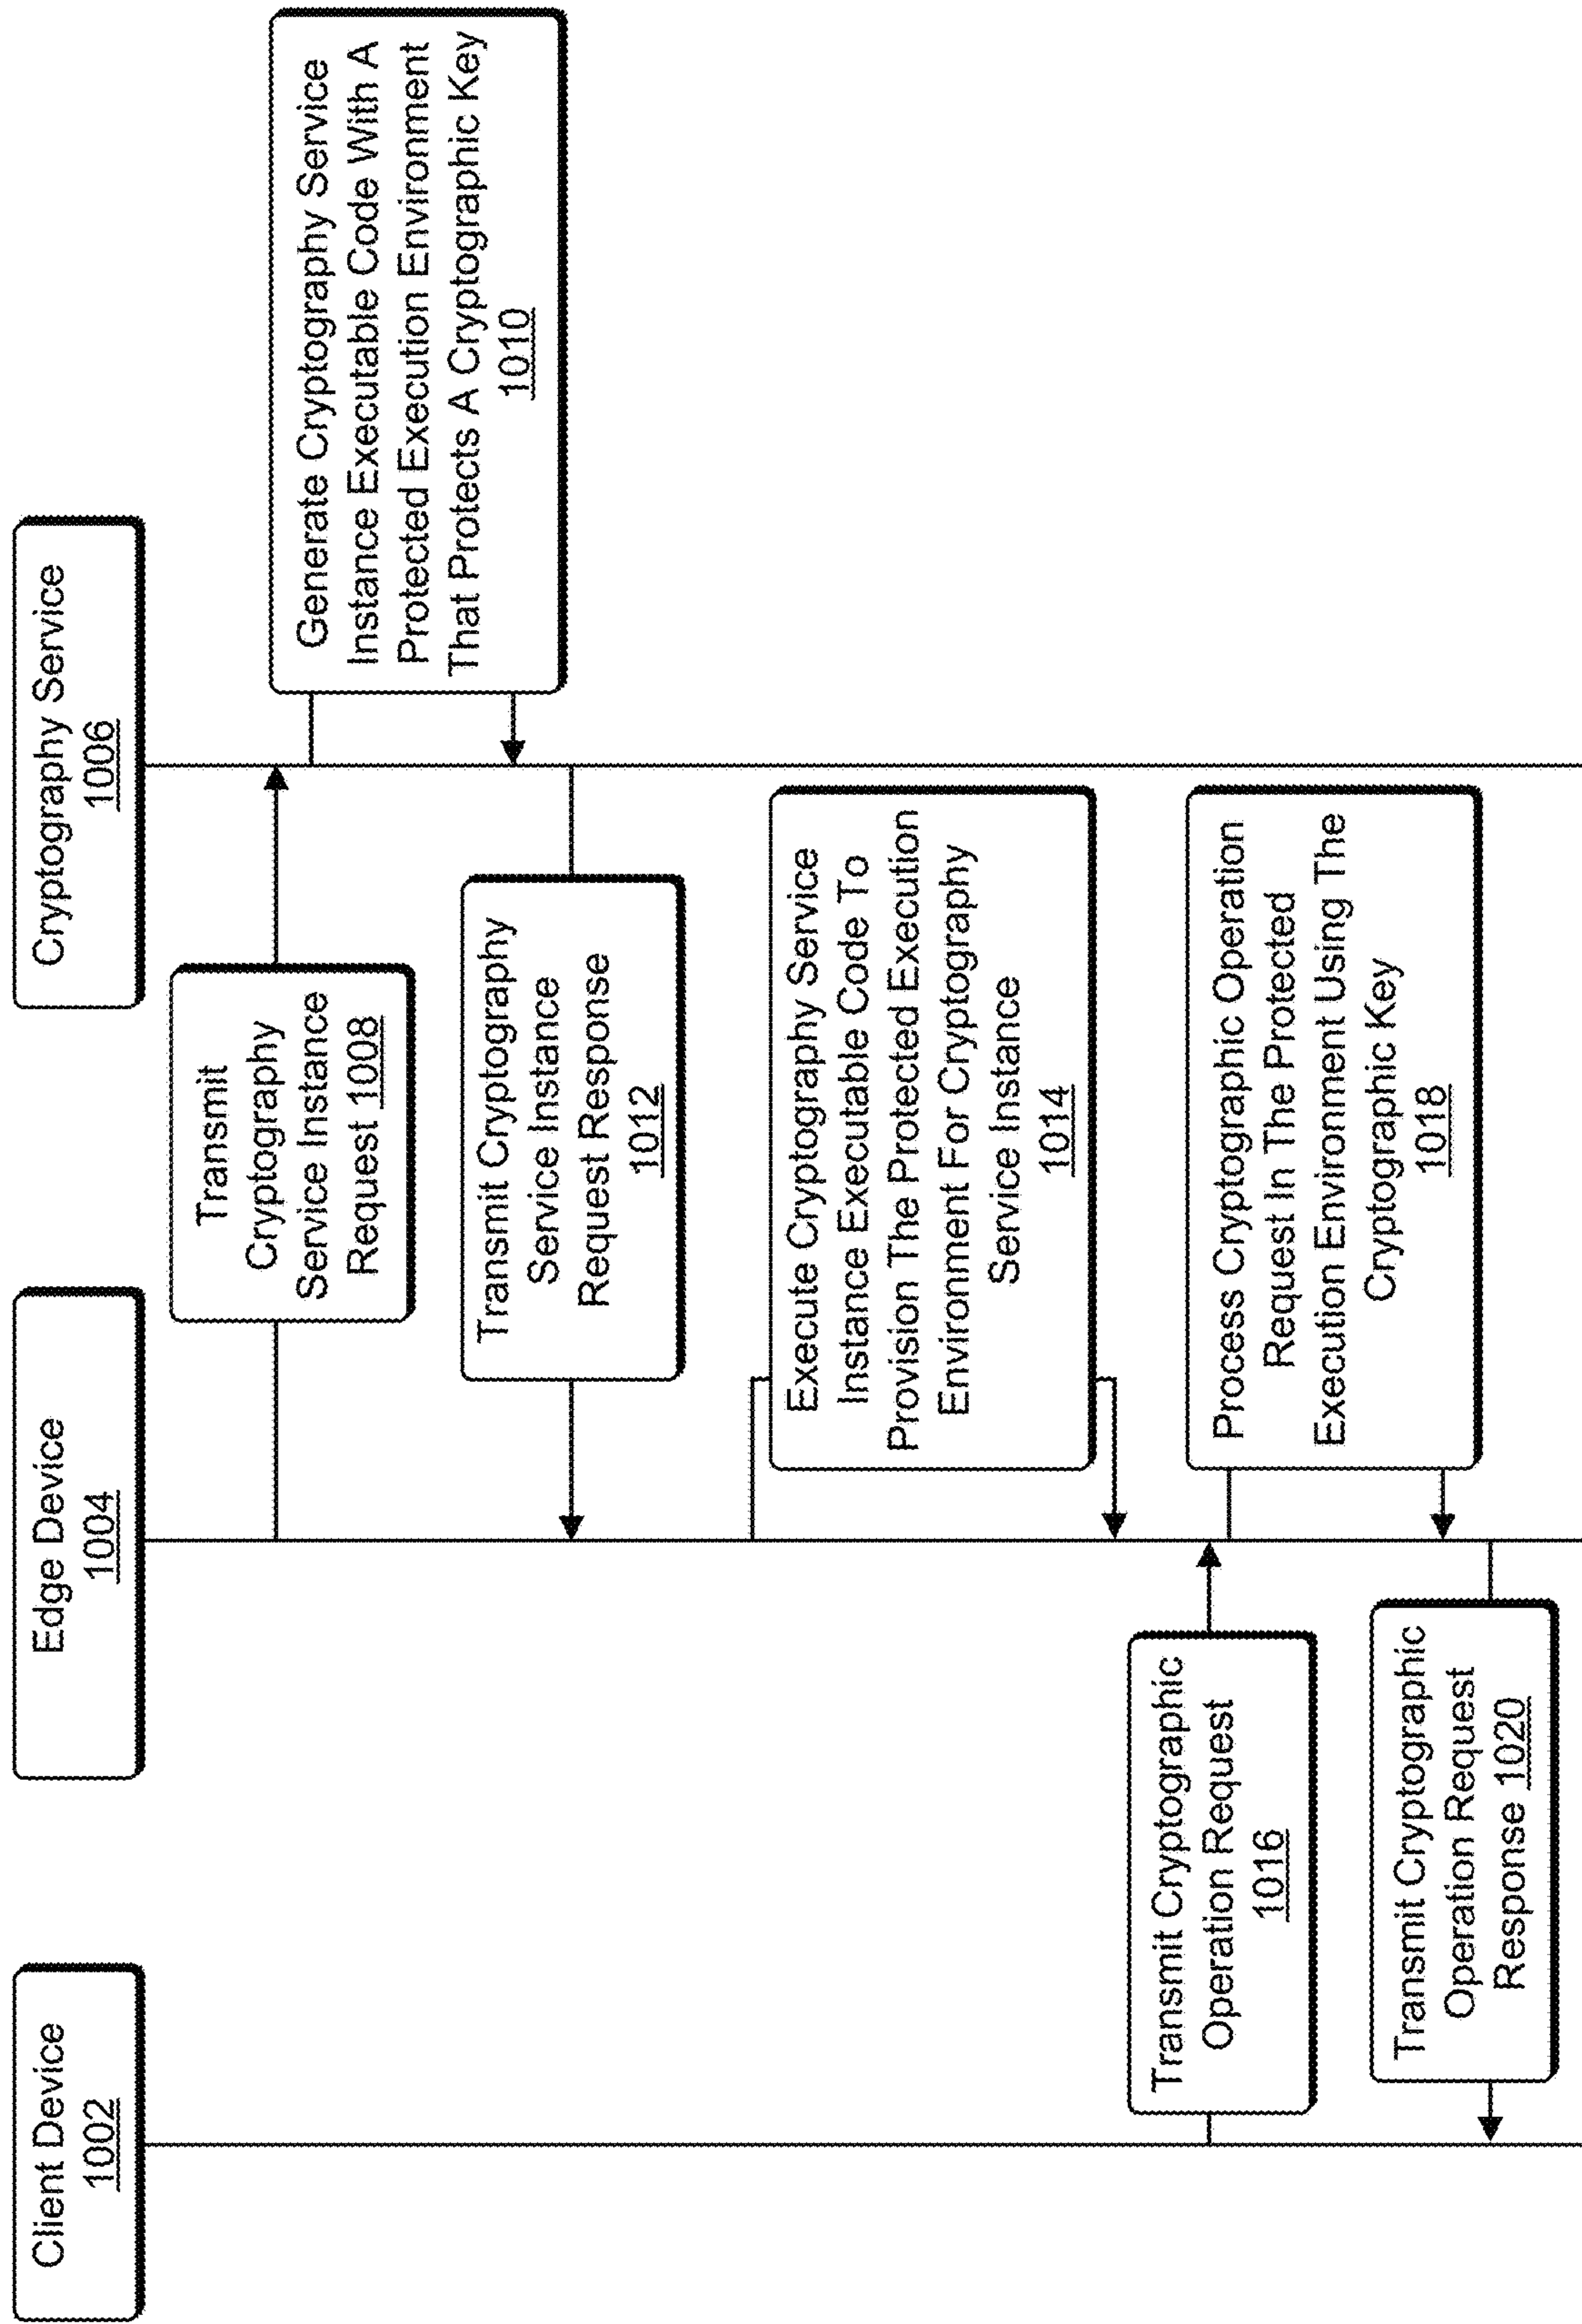 Client Device
1002
Edge Device
1004
Cryptography Service
1006
Transmit
Cryptography
Service Instance
Request 1008
Generate Cryptography Service
Instance Executable Code With A
Protected Execution Environment
That Protects A Cryptographic Key
1010
Transmit Cryptography
Service Instance
Request Response
1012
Execute Cryptography Service
Instance Executable Code To
Provision The Protected Execution
Environment For Cryptography
Service Instance
1014
Transmit Cryptographic
Operation Request
1016
Process Cryptographic Operation
Request In The Protected
Execution Environment Using The
Cryptographic Key
1018
Transmit Cryptographic
Operation Request
Response 1020